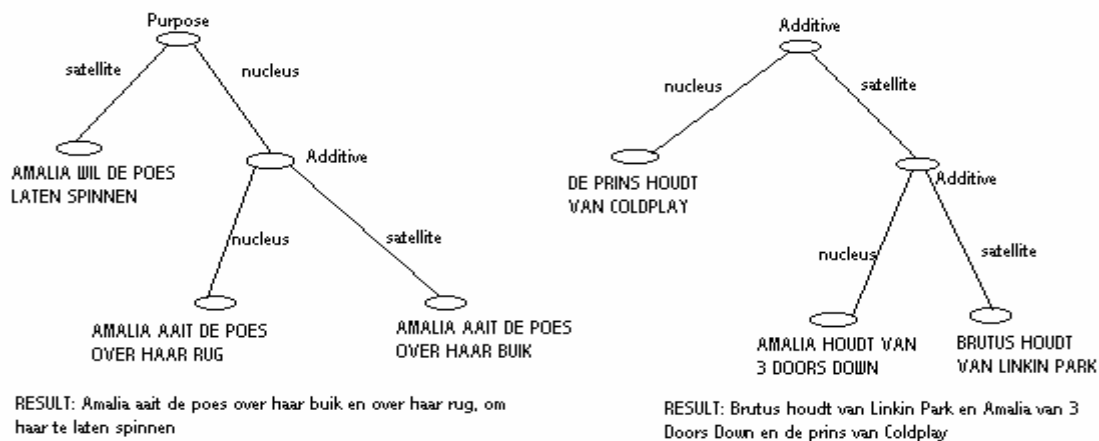 Purpose
satellite
nucleus
AMALIA WIL DE POES
LATEN SPINNEN
Additive
nucleus
satellite
AMALIA AAIT DE POES
OVER HAAR RUG
AMALIA AAIT DE POES
OVER HAAR BUIK
RESULT: Amalia aait de poes over haar buik en over haar rug, om
haar te laten spinnen
Additive
nucleus
satellite
DE PRINS HOUDT
VAN COLDPLAY
Additive
nucleus
satellite
AMALIA HOUDT VAN
3 DOORS DOWN
BRUTUS HOUDT
VAN LINKIN PARK
RESULT: Brutus houdt van Linkin Park en Amalia van 3
Doors Down en de prins van Coldplay